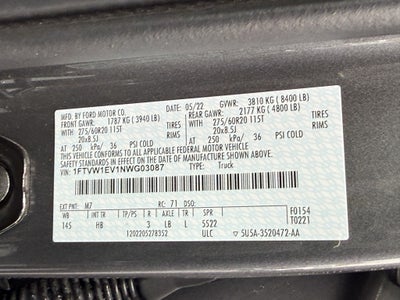 MFD. BY FORD MOTOR CO.
DATE: 05/22 GVWR: 3810 KG (8400 LB)
FRONT GAWR: 1787 KG (3940 LB) REAR GAWR: 2177 KG (4800 LB)
275/60R20 115T TIRES 275/60R20 115T TIRES
20x8.5J RIMS 20x8.5J RIMS
AT 250 kPa/ 36 PSI COLD AT 250 kPa/ 36 PSI COLD
THIS VEHICLE CONFORMS TO ALL APPLICABLE FEDERAL MOTOR VEHICLE
SAFETY AND THEFT PREVENTION STANDARDS IN EFFECT ON THE DATE OF MANUFACTURE SHOWN ABOVE.
VIN: 1FTVW1EV1NWG03087 TYPE: Truck
EXT PNT: M7 RC: 71 DSO:
WB INT TR TP/PS R AXLE TR SPR F0154
145 HB 3 LB L 5522 T0221
1202205278352 ULC 5U5A-3520472-AA